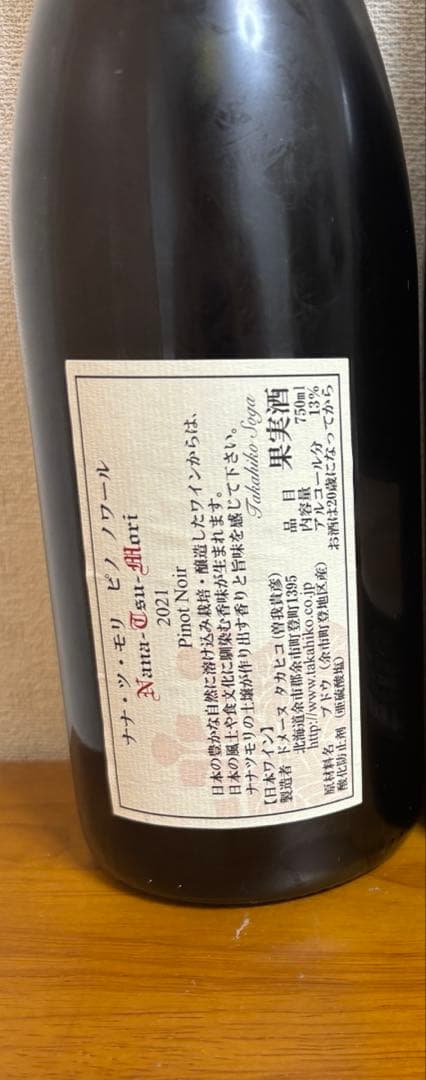 ナナ・ツ・モリ ピノ ノワール
Nana-Tsu-Mori
2021
Pinot Noir
日本の豊かな自然に溶け込み栽培・醸造したワインからは、
日本の風土や食文化に馴染む香味が生まれます。
ナナツモリの土壌が作り出す香りと旨味を感じて下さい。
Takahiko Soga
【日本ワイン】
製造者 ドメーヌ タカヒコ (曽我貴彦)
北海道余市郡余市町登町1395
http://www.takahiko.co.jp
原材料名 ブドウ (余市町登地区産)
酸化防止剤 (亜硫酸塩)
品目 果実酒
内容量 750ml
アルコール分 13%
お酒は20歳になってから